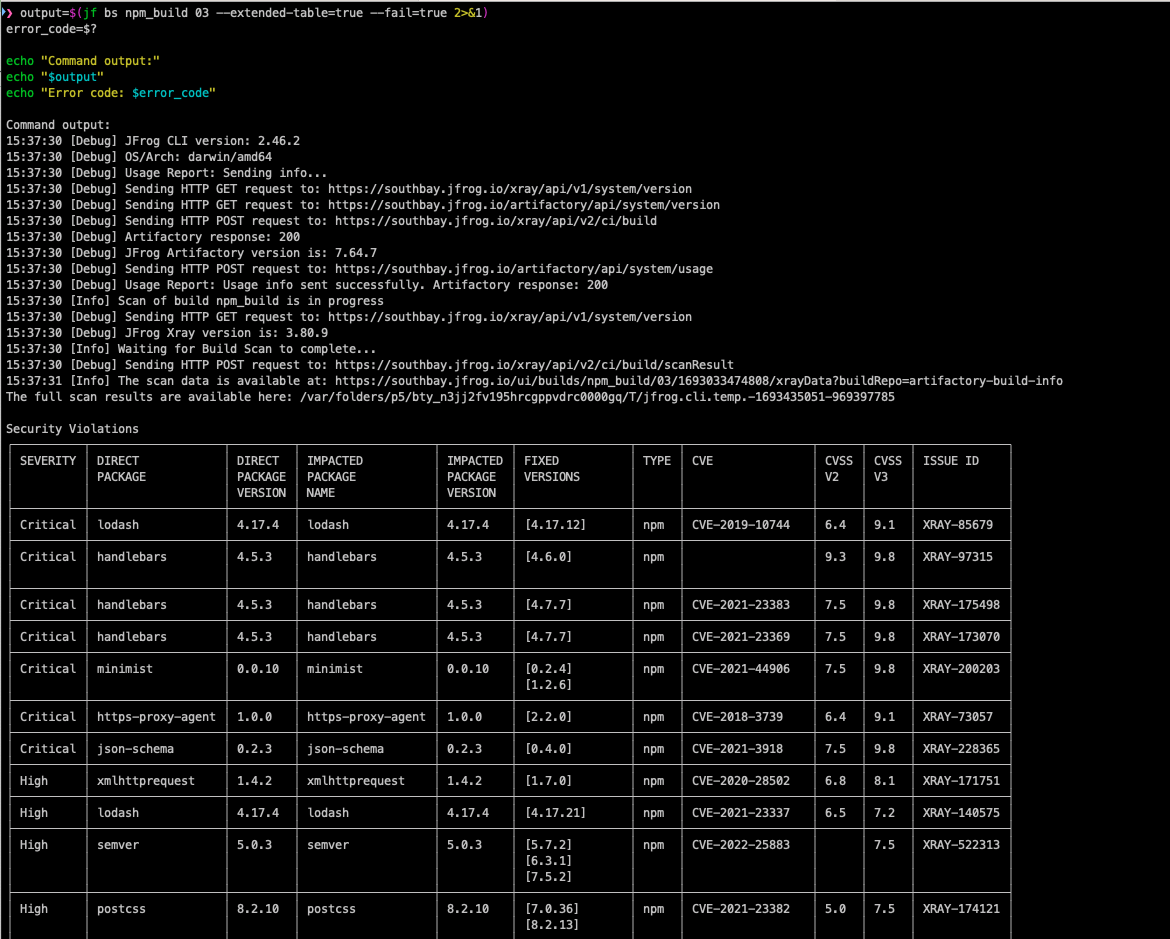 ❯ output=$(jf bs npm_build 03 --extended-table=true --fail=true 2>&1)
error_code=$?
echo "Command output:"
echo "$output"
echo "Error code: $error_code"
Command output:
15:37:30 [Debug] JFrog CLI version: 2.46.2
15:37:30 [Debug] OS/Arch: darwin/amd64
15:37:30 [Debug] Usage Report: Sending info...
15:37:30 [Debug] Sending HTTP GET request to: https://southbay.jfrog.io/xray/api/v1/system/version
15:37:30 [Debug] Sending HTTP GET request to: https://southbay.jfrog.io/artifactory/api/system/version
15:37:30 [Debug] Sending HTTP POST request to: https://southbay.jfrog.io/xray/api/v2/ci/build
15:37:30 [Debug] Artifactory response: 200
15:37:30 [Debug] JFrog Artifactory version is: 7.64.7
15:37:30 [Debug] Sending HTTP POST request to: https://southbay.jfrog.io/artifactory/api/system/usage
15:37:30 [Debug] Usage Report: Usage info sent successfully. Artifactory response: 200
15:37:30 [Info] Scan of build npm_build is in progress
15:37:30 [Debug] Sending HTTP GET request to: https://southbay.jfrog.io/xray/api/v1/system/version
15:37:30 [Debug] JFrog Xray version is: 3.80.9
15:37:30 [Info] Waiting for Build Scan to complete...
15:37:30 [Debug] Sending HTTP POST request to: https://southbay.jfrog.io/xray/api/v2/ci/build/scanResult
15:37:31 [Info] The scan data is available at: https://southbay.jfrog.io/ui/builds/npm_build/03/1693033474808/xrayData?buildRepo=artifactory-build-info
The full scan results are available here: /var/folders/p5/bty_n3jj2fv195hrcgppvdrc0000gq/T/jfrog.cli.temp.-1693435051-969397785
Security Violations
SEVERITY DIRECT DIRECT IMPACTED IMPACTED FIXED TYPE CVE CVSS CVSS ISSUE ID
PACKAGE PACKAGE PACKAGE PACKAGE VERSIONS V2 V3
VERSION NAME VERSION
Critical lodash 4.17.4 lodash 4.17.4 [4.17.12] npm CVE-2019-10744 6.4 9.1 XRAY-85679
Critical handlebars 4.5.3 handlebars 4.5.3 [4.6.0] npm 9.3 9.8 XRAY-97315
Critical handlebars 4.5.3 handlebars 4.5.3 [4.7.7] npm CVE-2021-23383 7.5 9.8 XRAY-175498
Critical handlebars 4.5.3 handlebars 4.5.3 [4.7.7] npm CVE-2021-23369 7.5 9.8 XRAY-173070
Critical minimist 0.0.10 minimist 0.0.10 [0.2.4] npm CVE-2021-44906 7.5 9.8 XRAY-200203
[1.2.6]
Critical https-proxy-agent 1.0.0 https-proxy-agent 1.0.0 [2.2.0] npm CVE-2018-3739 6.4 9.1 XRAY-73057
Critical json-schema 0.2.3 json-schema 0.2.3 [0.4.0] npm CVE-2021-3918 7.5 9.8 XRAY-228365
High xmlhttprequest 1.4.2 xmlhttprequest 1.4.2 [1.7.0] npm CVE-2020-28502 6.8 8.1 XRAY-171751
High lodash 4.17.4 lodash 4.17.4 [4.17.21] npm CVE-2021-23337 6.5 7.2 XRAY-140575
High semver 5.0.3 semver 5.0.3 [5.7.2] npm CVE-2022-25883 7.5 XRAY-522313
[6.3.1]
[7.5.2]
High postcss 8.2.10 postcss 8.2.10 [7.0.36] npm CVE-2021-23382 5.0 7.5 XRAY-174121
[8.2.13]